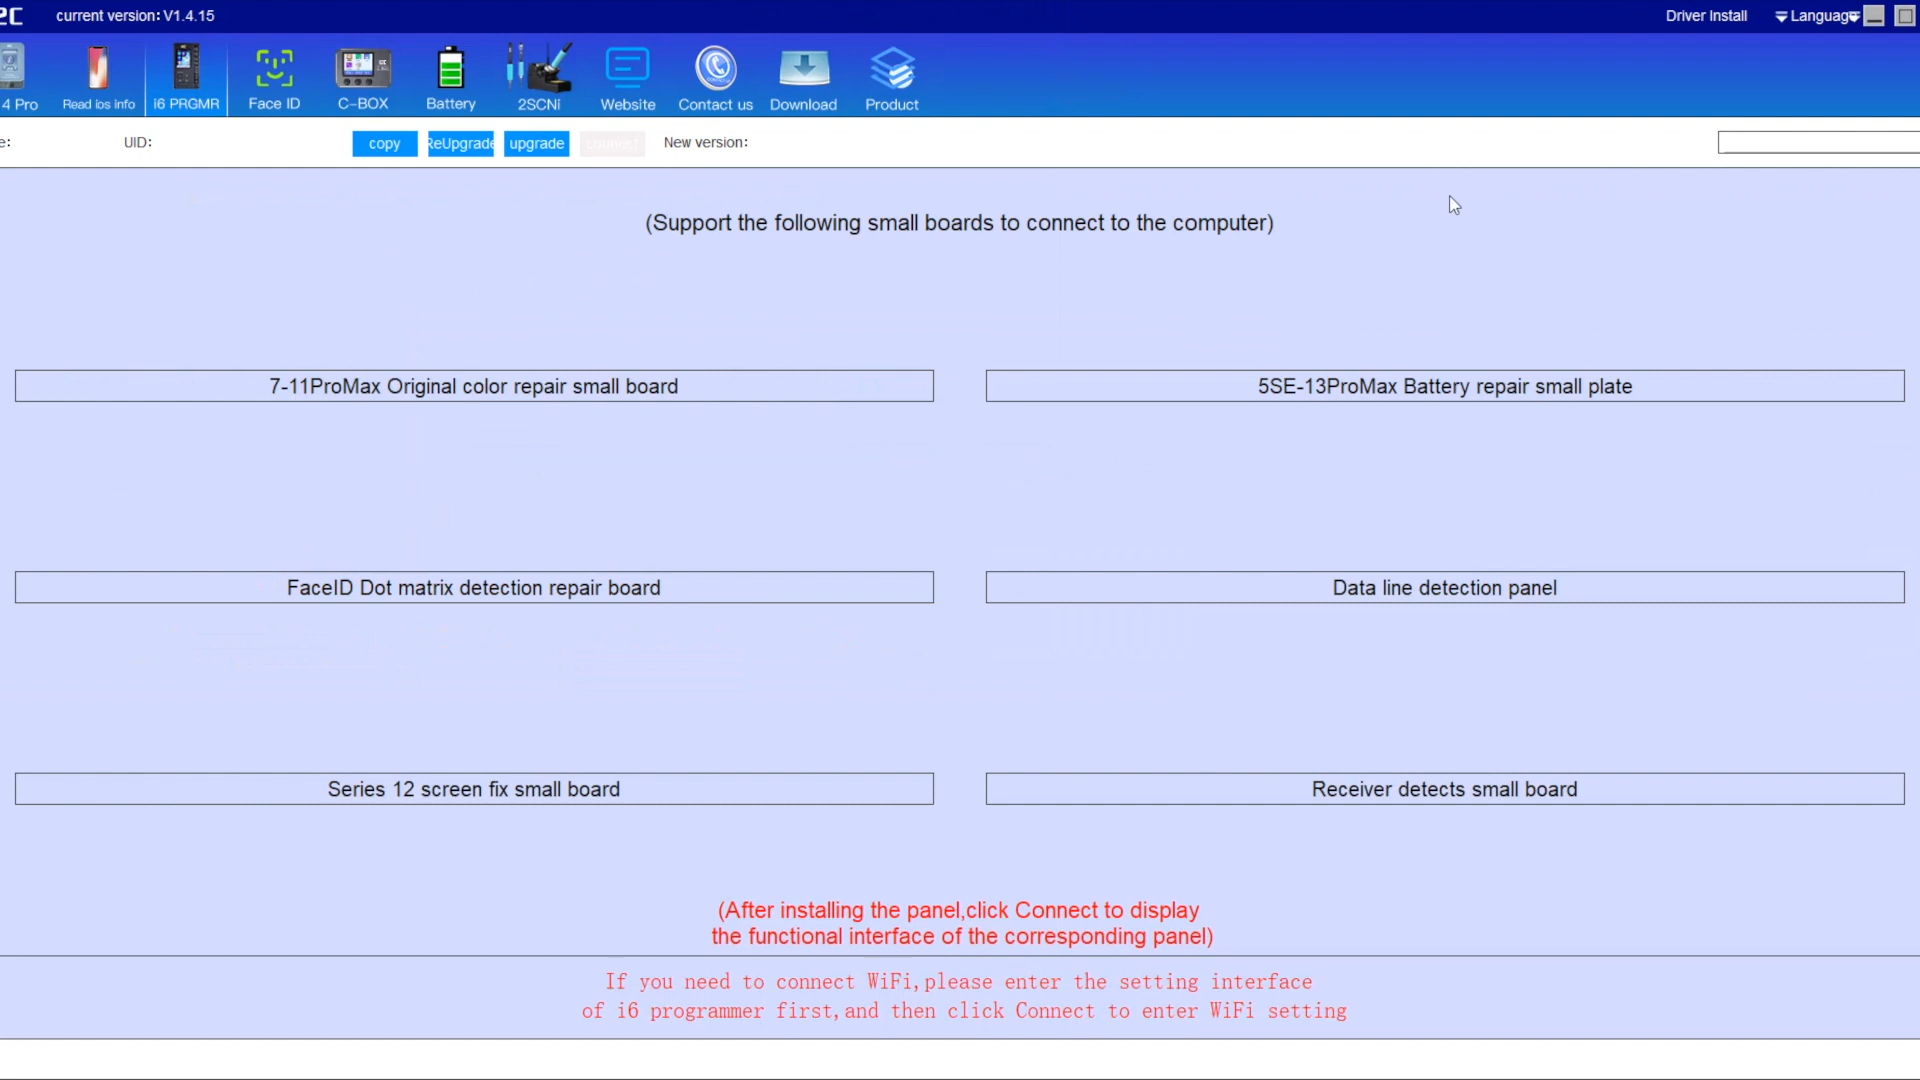 2C current version: V1.4.15 Driver Install Language
4 Pro Read ios info i6 PRGMR Face ID C-BOX Battery 2SCNi Website Contact us Download Product
e: UID: copy ReUpgrade upgrade New version:
(Support the following small boards to connect to the computer)
7-11ProMax Original color repair small board 5SE-13ProMax Battery repair small plate
FaceID Dot matrix detection repair board Data line detection panel
Series 12 screen fix small board Receiver detects small board
(After installing the panel,click Connect to display
the functional interface of the corresponding panel)
If you need to connect WiFi,please enter the setting interface
of i6 programmer first,and then click Connect to enter WiFi setting